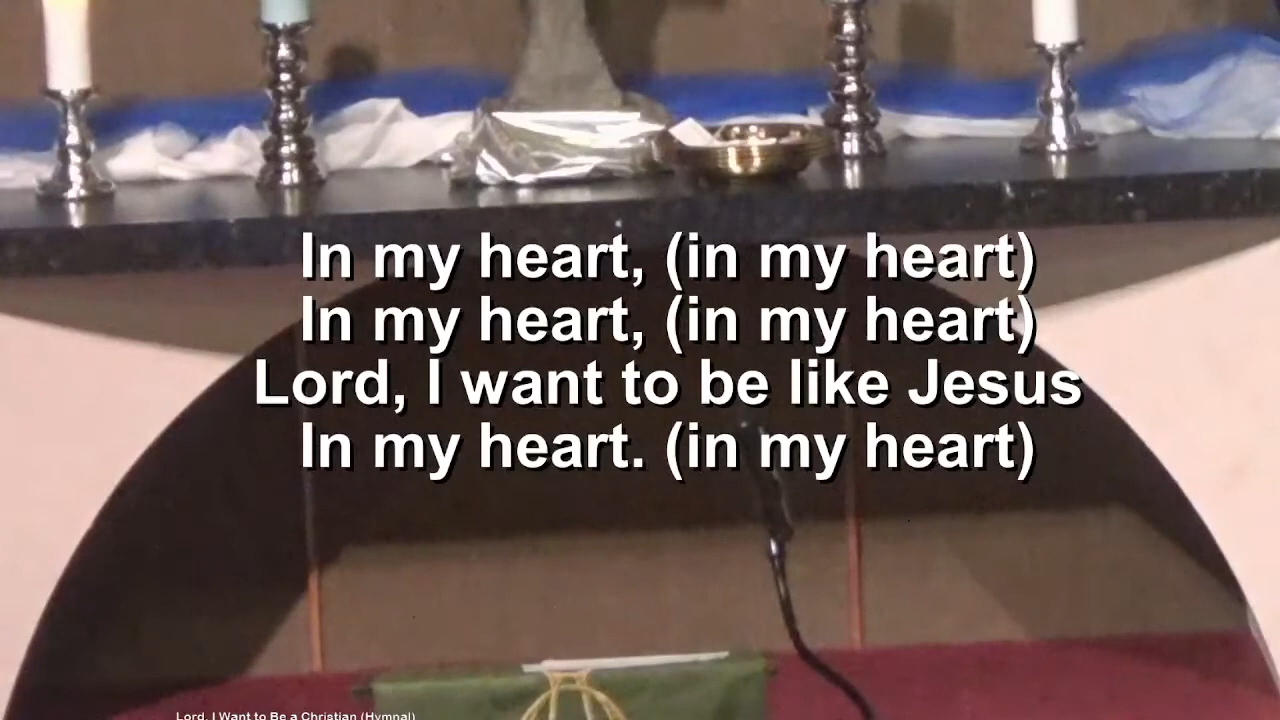 In my heart, (in my heart)
In my heart, (in my heart)
Lord, I want to be like Jesus
In my heart. (in my heart)
Lord, I Want to Be a Christian (Hymnal)